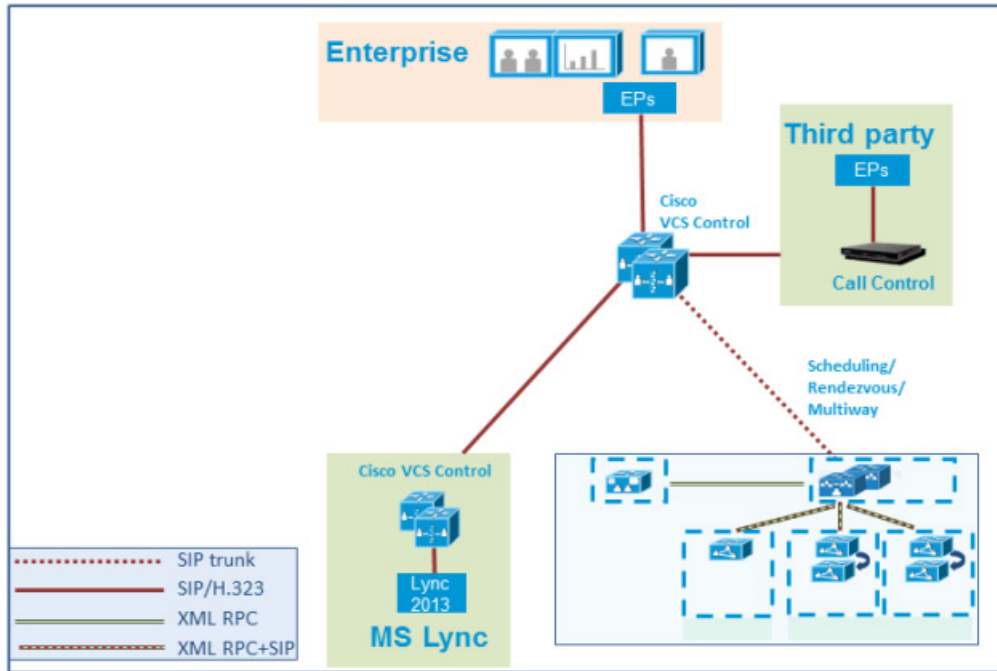 Enterprise
EPs
Third party
EPs
Cisco
VCS Control
Call Control
Scheduling/
Rendezvous/
Multiway
Cisco VCS Control
Lync
2013
MS Lync
SIP trunk
SIP/H.323
XML RPC
XML RPC+SIP